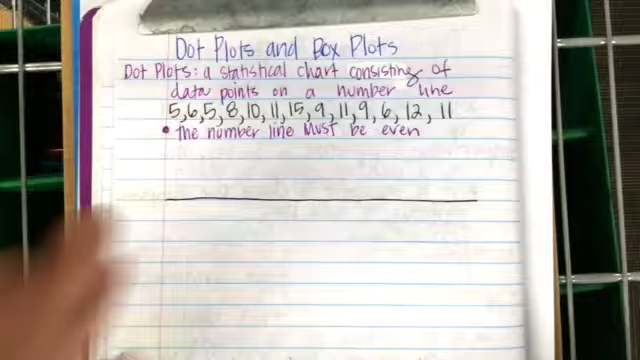 Dot Plots and Box Plots
Dot Plots: a statistical chart consisting of
data points on a number line
5,6,5,8,10,11,15,9,11,9,6,12,11
• The number line must be even